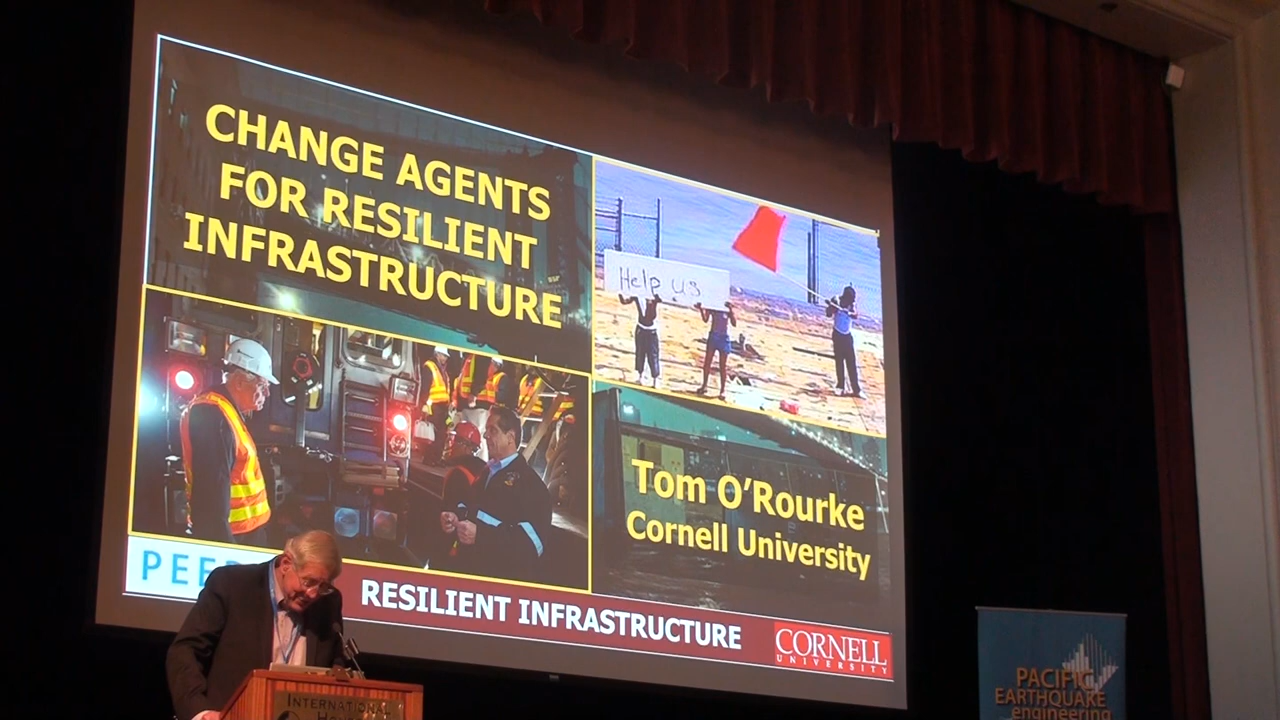 CHANGE AGENTS
FOR RESILIENT
INFRASTRUCTURE
Help us
Tom O'Rourke
Cornell University
PEE
RESILIENT INFRASTRUCTURE
CORNELL
UNIVERSITY
INTERNATIONAL
PACIFIC
EARTHQUAKE
engineering